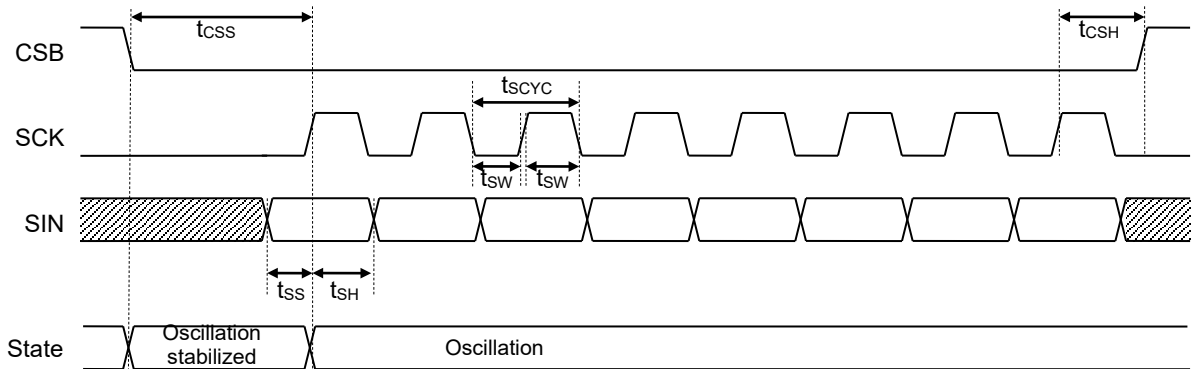 tCSS
tCSH
CSB
tSCYC
SCK
tSW
tSW
SIN
tSS
tSH
State
Oscillation
stabilized
Oscillation